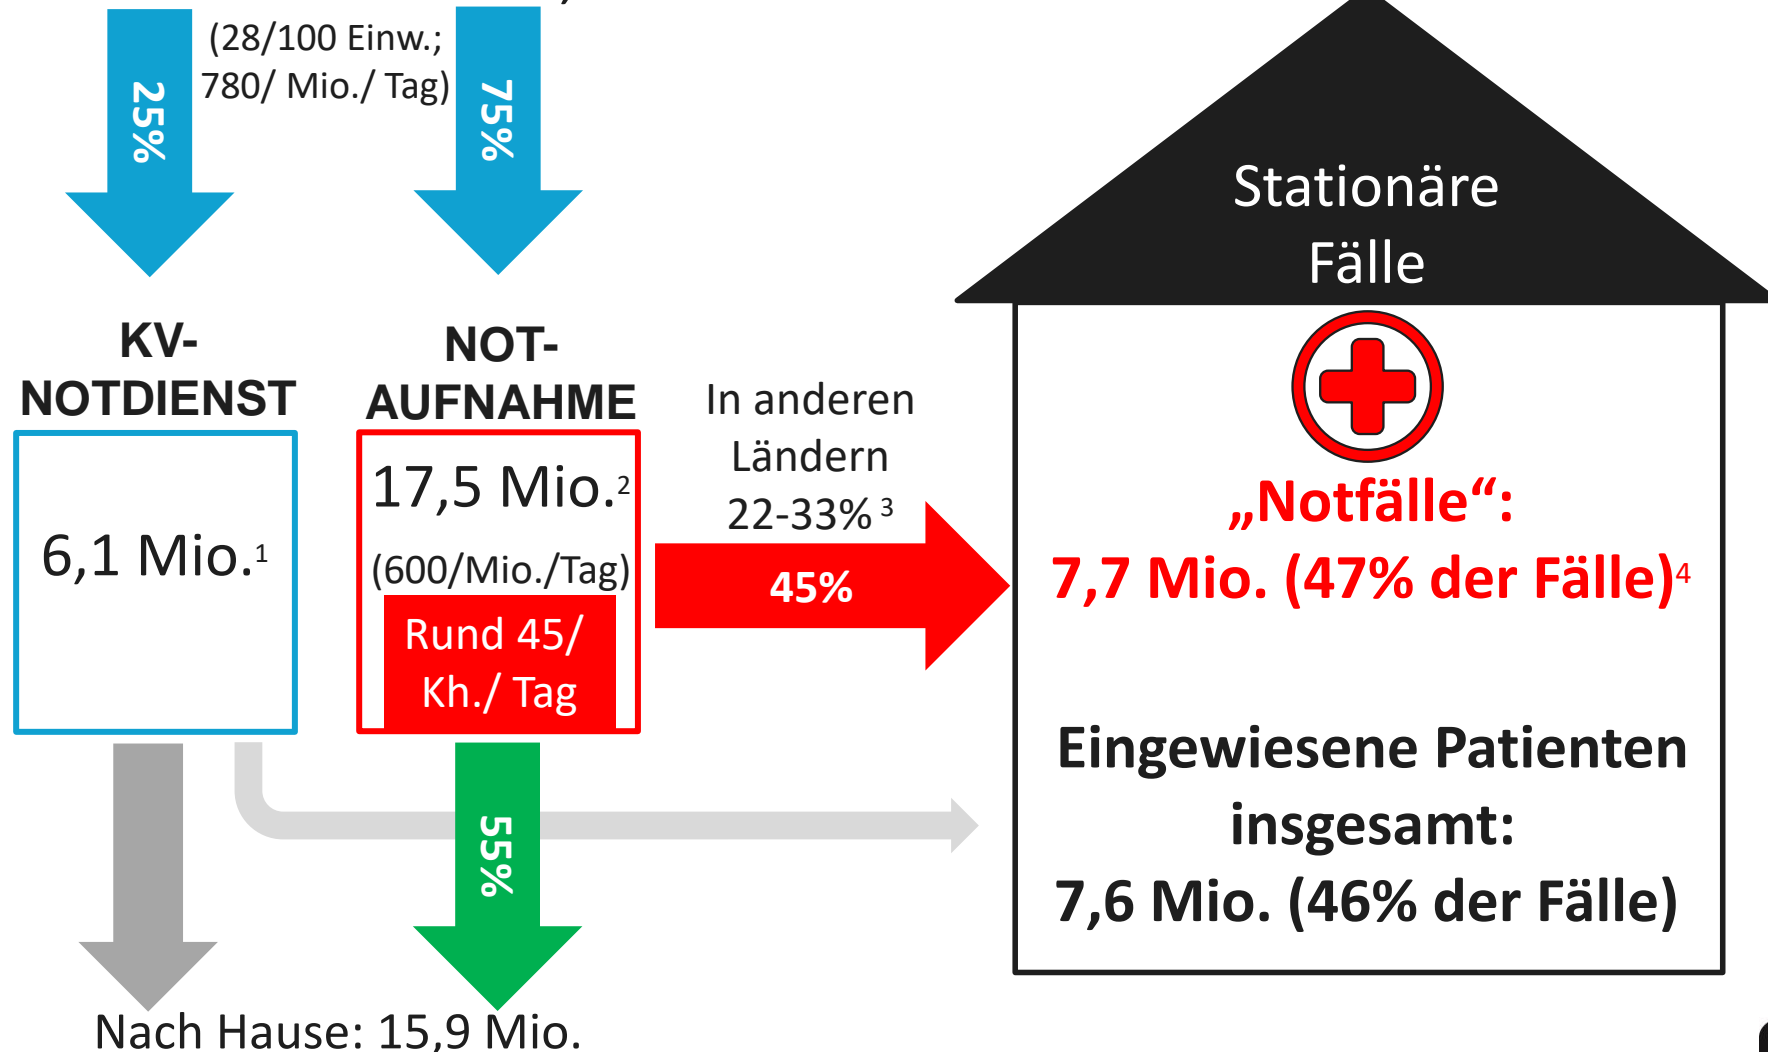 (28/100 Einw.;
780/ Mio./ Tag)
25%
75%
KV-
NOTDIENST
6,1 Mio.1
NOT-
AUFNAHME
17,5 Mio.2
(600/Mio./Tag)
Rund 45/
Kh./ Tag
In anderen
Ländern
22-33% 3
45%
55%
Nach Hause: 15,9 Mio.
Stationäre
Fälle
„Notfälle“:
7,7 Mio. (47% der Fälle)4
Eingewiesene Patienten
insgesamt:
7,6 Mio. (46% der Fälle)